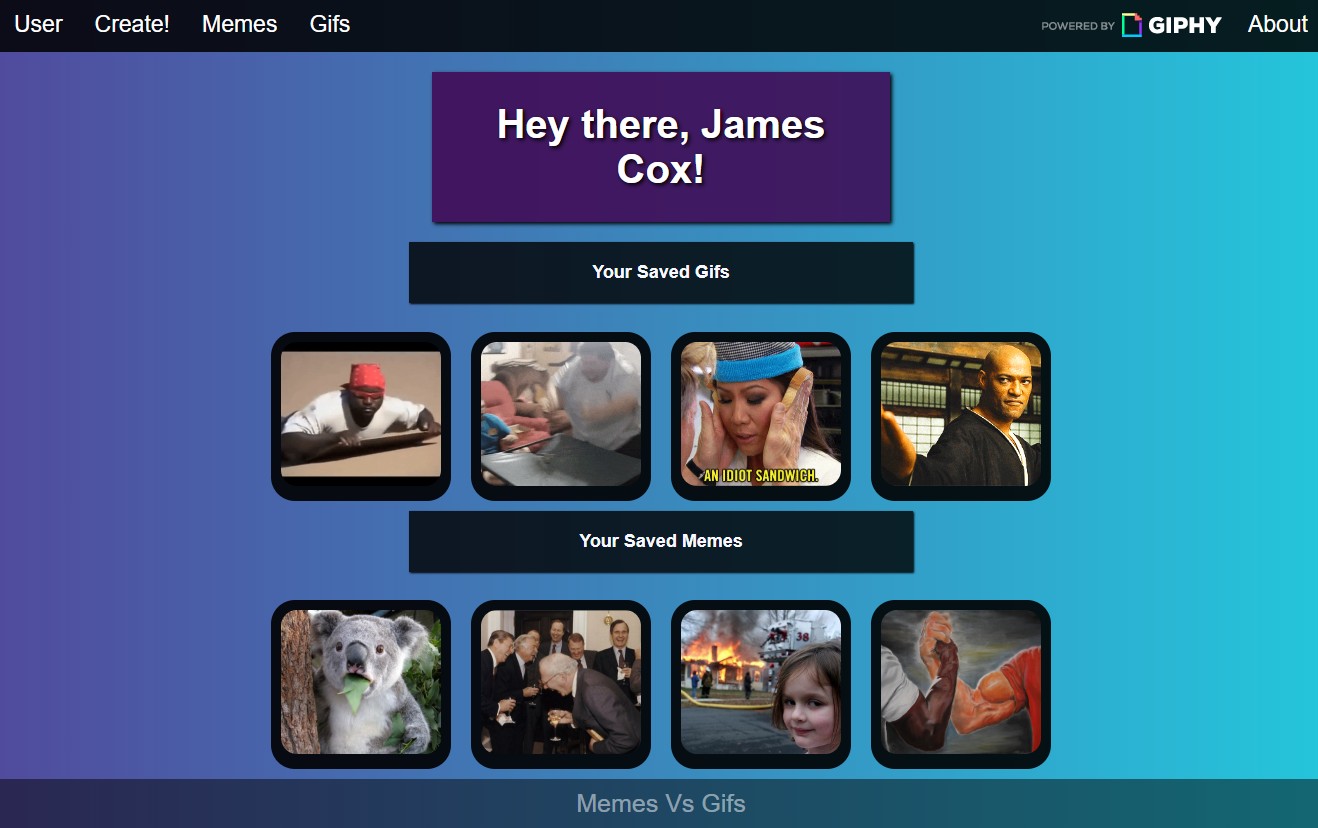 User Create! Memes Gifs POWERED BY GIPHY About
Hey there, James
Cox!
Your Saved Gifs
AN IDIOT SANDWICH.
Your Saved Memes
38
Memes Vs Gifs